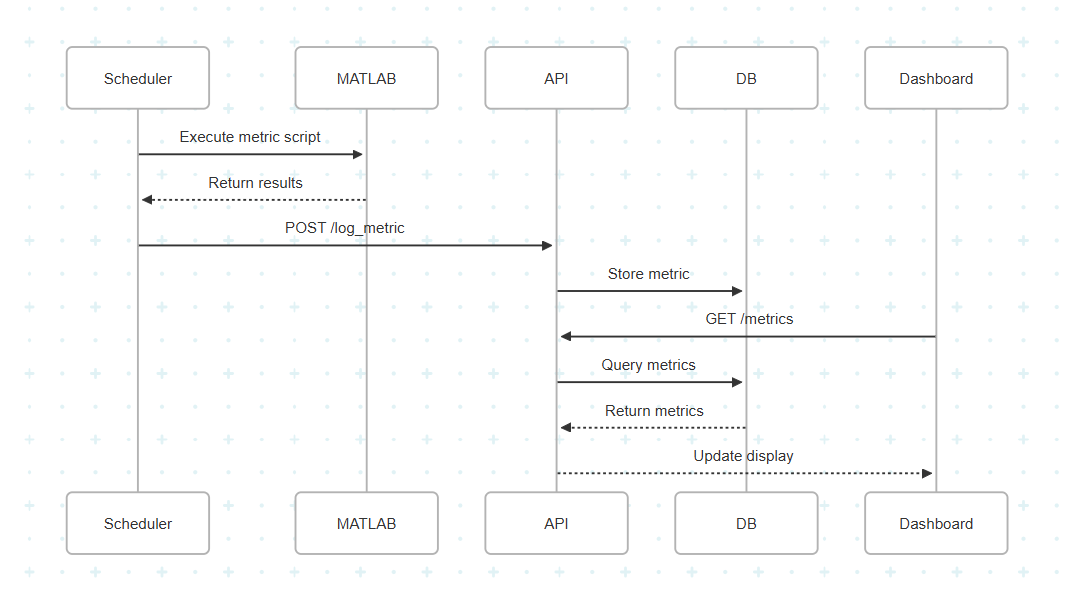 Scheduler
MATLAB
API
DB
Dashboard
Execute metric script
Return results
POST /log_metric
Store metric
GET /metrics
Query metrics
Return metrics
Update display
Scheduler
MATLAB
API
DB
Dashboard